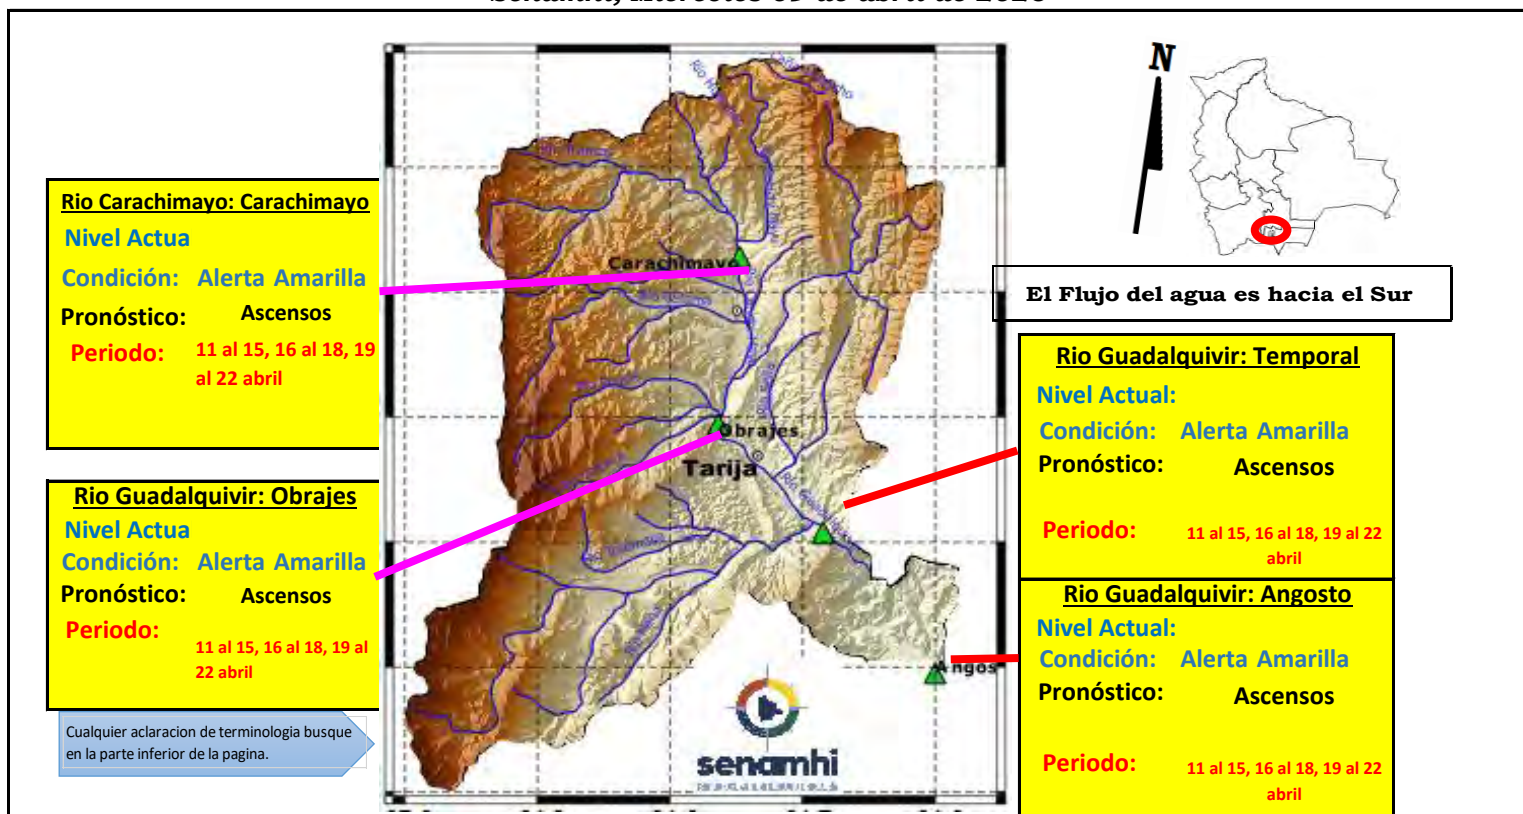 Rio Carachimayo: Carachimayo
Nivel Actua
Condición: Alerta Amarilla
Pronóstico: Ascensos
Periodo: 11 al 15, 16 al 18, 19
al 22 abril
Rio Guadalquivir: Obrajes
Nivel Actua
Condición: Alerta Amarilla
Pronóstico: Ascensos
Periodo:
11 al 15, 16 al 18, 19 al
22 abril
Cualquier aclaracion de terminologia busque
en la parte inferior de la pagina.
Carachimayo
Obrajes
Tarija
Angos
senamhi
N
El Flujo del agua es hacia el Sur
Rio Guadalquivir: Temporal
Nivel Actual:
Condición: Alerta Amarilla
Pronóstico: Ascensos
Periodo: 11 al 15, 16 al 18, 19 al 22
abril
Rio Guadalquivir: Angosto
Nivel Actual:
Condición: Alerta Amarilla
Pronóstico: Ascensos
Periodo: 11 al 15, 16 al 18, 19 al 22
abril